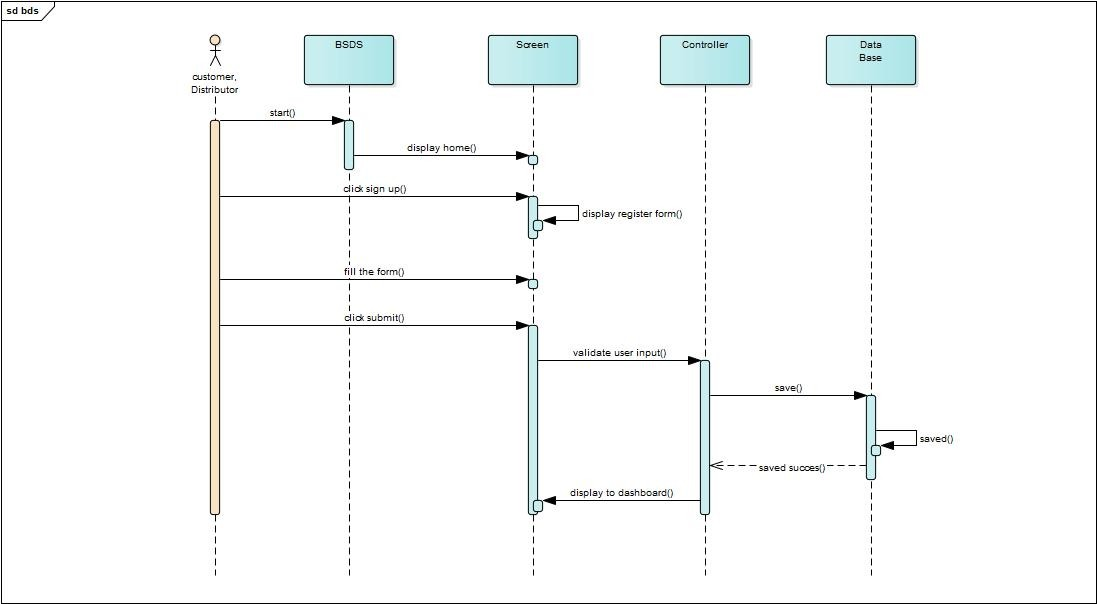 sd bds
customer,
Distributor
BSDS
Screen
Controller
Data
Base
start()
display home()
click sign up()
display register form()
fill the form()
click submit()
validate user input()
save()
saved()
saved succes()
display to dashboard()